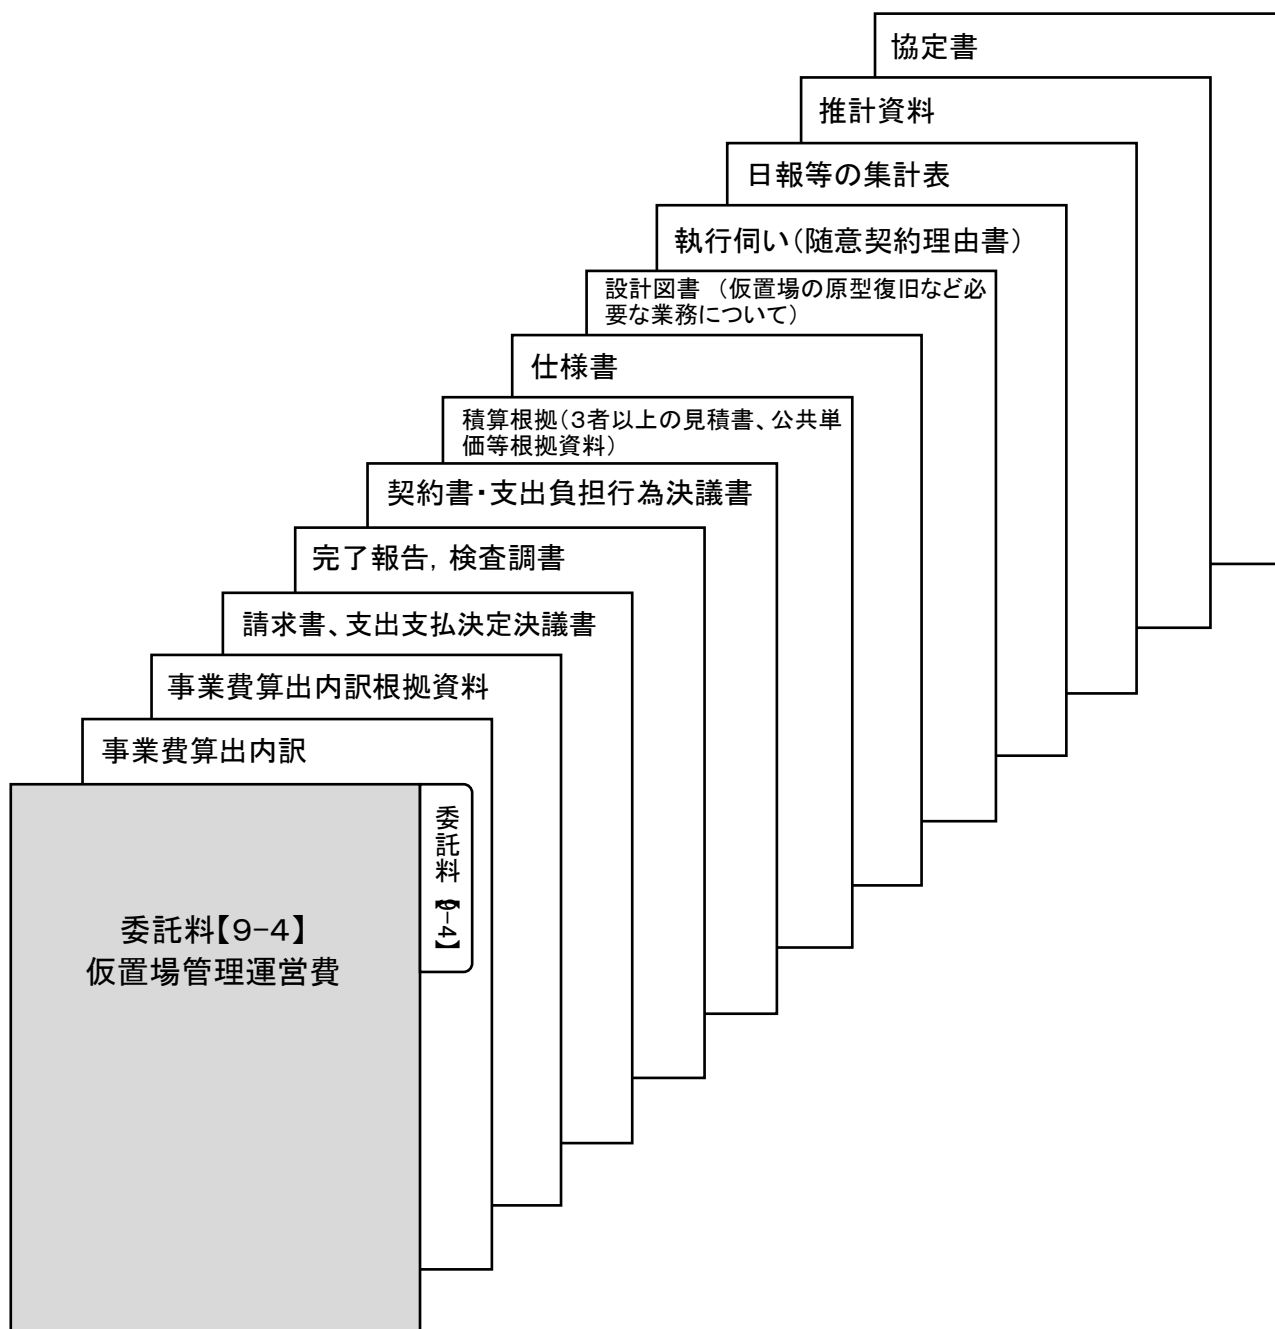 協定書
推計資料
日報等の集計表
執行伺い(随意契約理由書)
設計図書 (仮置場の原型復旧など必
要な業務について)
仕様書
積算根拠(3者以上の見積書、公共単
価等根拠資料)
契約書・支出負担行為決議書
完了報告, 検査調書
請求書、支出支払決定決議書
事業費算出内訳根拠資料
事業費算出内訳
委託料【9-4】
委託料【9-4】
仮置場管理運営費